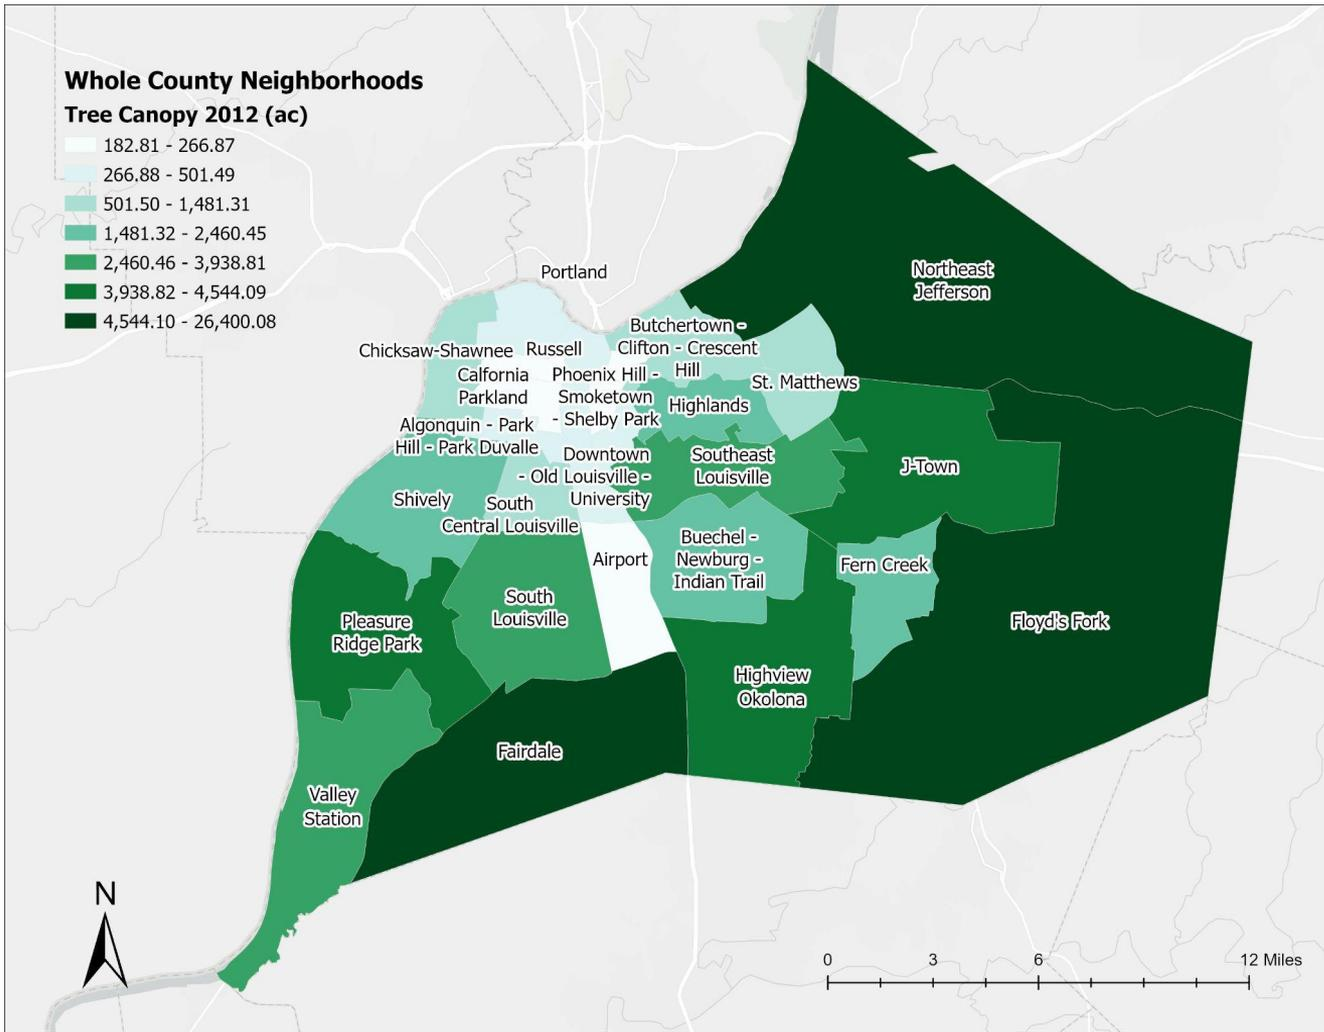 Whole County Neighborhoods
Tree Canopy 2012 (ac)
182.81 - 266.87
266.88 - 501.49
501.50 - 1,481.31
1,481.32 - 2,460.45
2,460.46 - 3,938.81
3,938.82 - 4,544.09
4,544.10 - 26,400.08
Portland
Northeast
Jefferson
Butchertown -
Clifton - Crescent
Hill
Chicksaw-Shawnee
Russell
Calfornia
Parkland
Phoenix Hill -
Smoketown
- Shelby Park
St. Matthews
Highlands
Algonquin - Park
Hill - Park Duvalle
Downtown
- Old Louisville -
University
Southeast
Louisville
J-Town
Shively
South
Central Louisville
Airport
Buechel -
Newburg -
Indian Trail
Fern Creek
South
Louisville
Pleasure
Ridge Park
Floyd's Fork
Highview
Okolona
Fairdale
Valley
Station
N
0 3 6 12 Miles